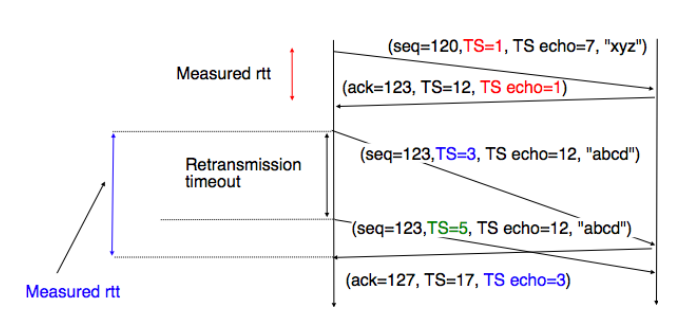 (seq=120,TS=1, TS echo=7, "xyz")
Measured rtt
(ack=123, TS=12, TS echo=1)
(seq=123,TS=3, TS echo=12, "abcd")
Retransmission
timeout
(seq=123,TS=5, TS echo=12, "abcd")
(ack=127, TS=17, TS echo=3)
Measured rtt